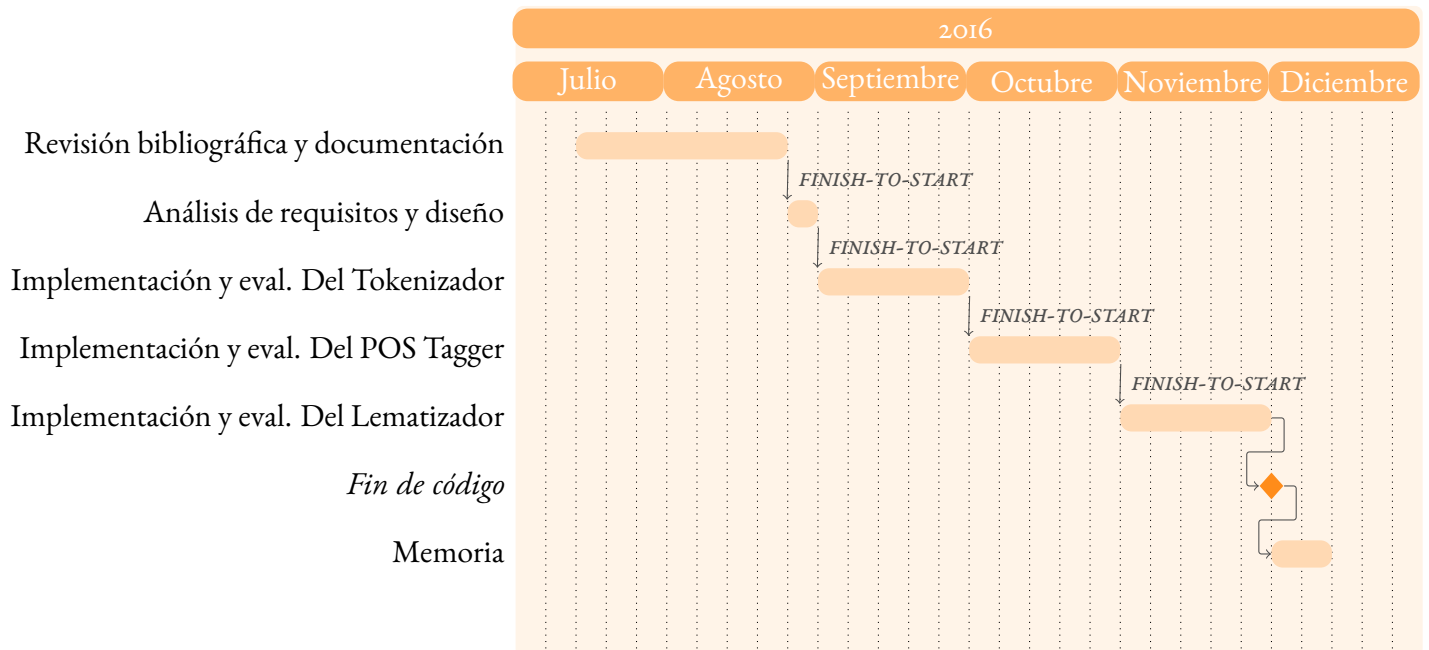 2016
Julio Agosto Septiembre Octubre Noviembre Diciembre
Revisión bibliográfica y documentación
FINISH-TO-START
Análisis de requisitos y diseño
FINISH-TO-START
Implementación y eval. Del Tokenizador
FINISH-TO-START
Implementación y eval. Del POS Tagger
FINISH-TO-START
Implementación y eval. Del Lematizador
Fin de código
Memoria